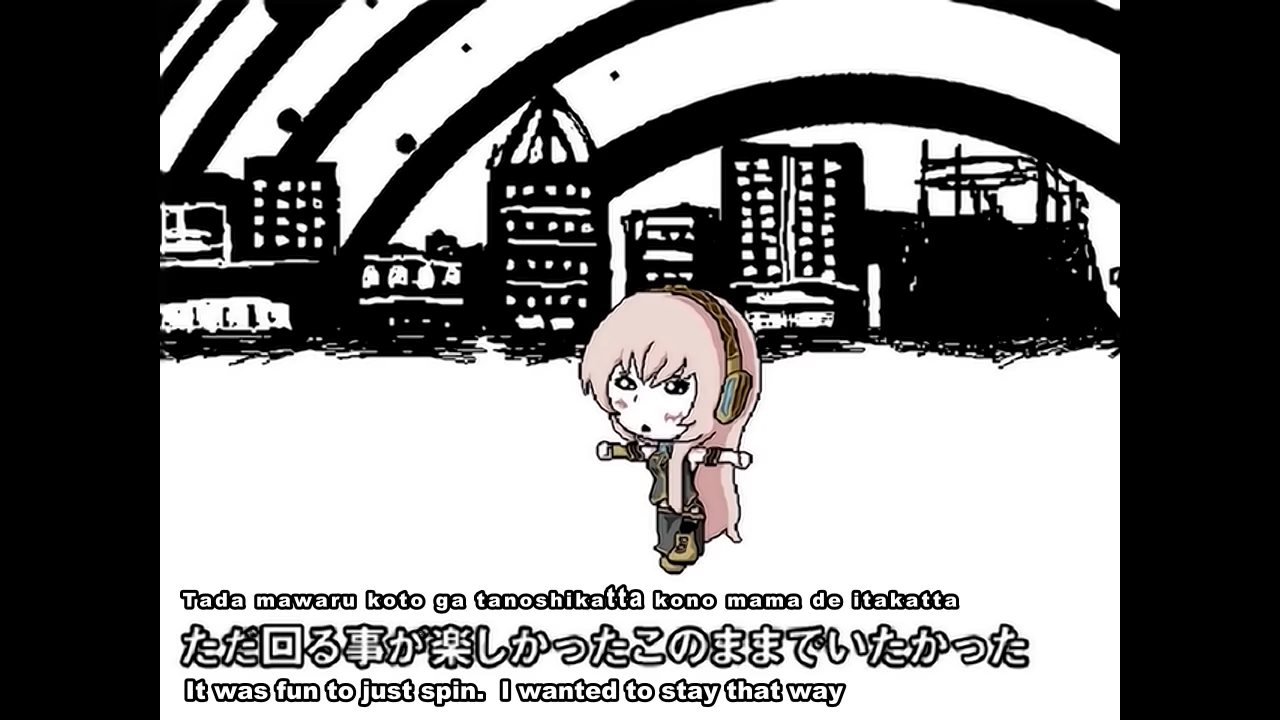 Tada mawaru koto ga tanoshikatta kono mama de itakatta
ただ回る事が楽しかったこのままでいたかった
It was fun to just spin. I wanted to stay that way